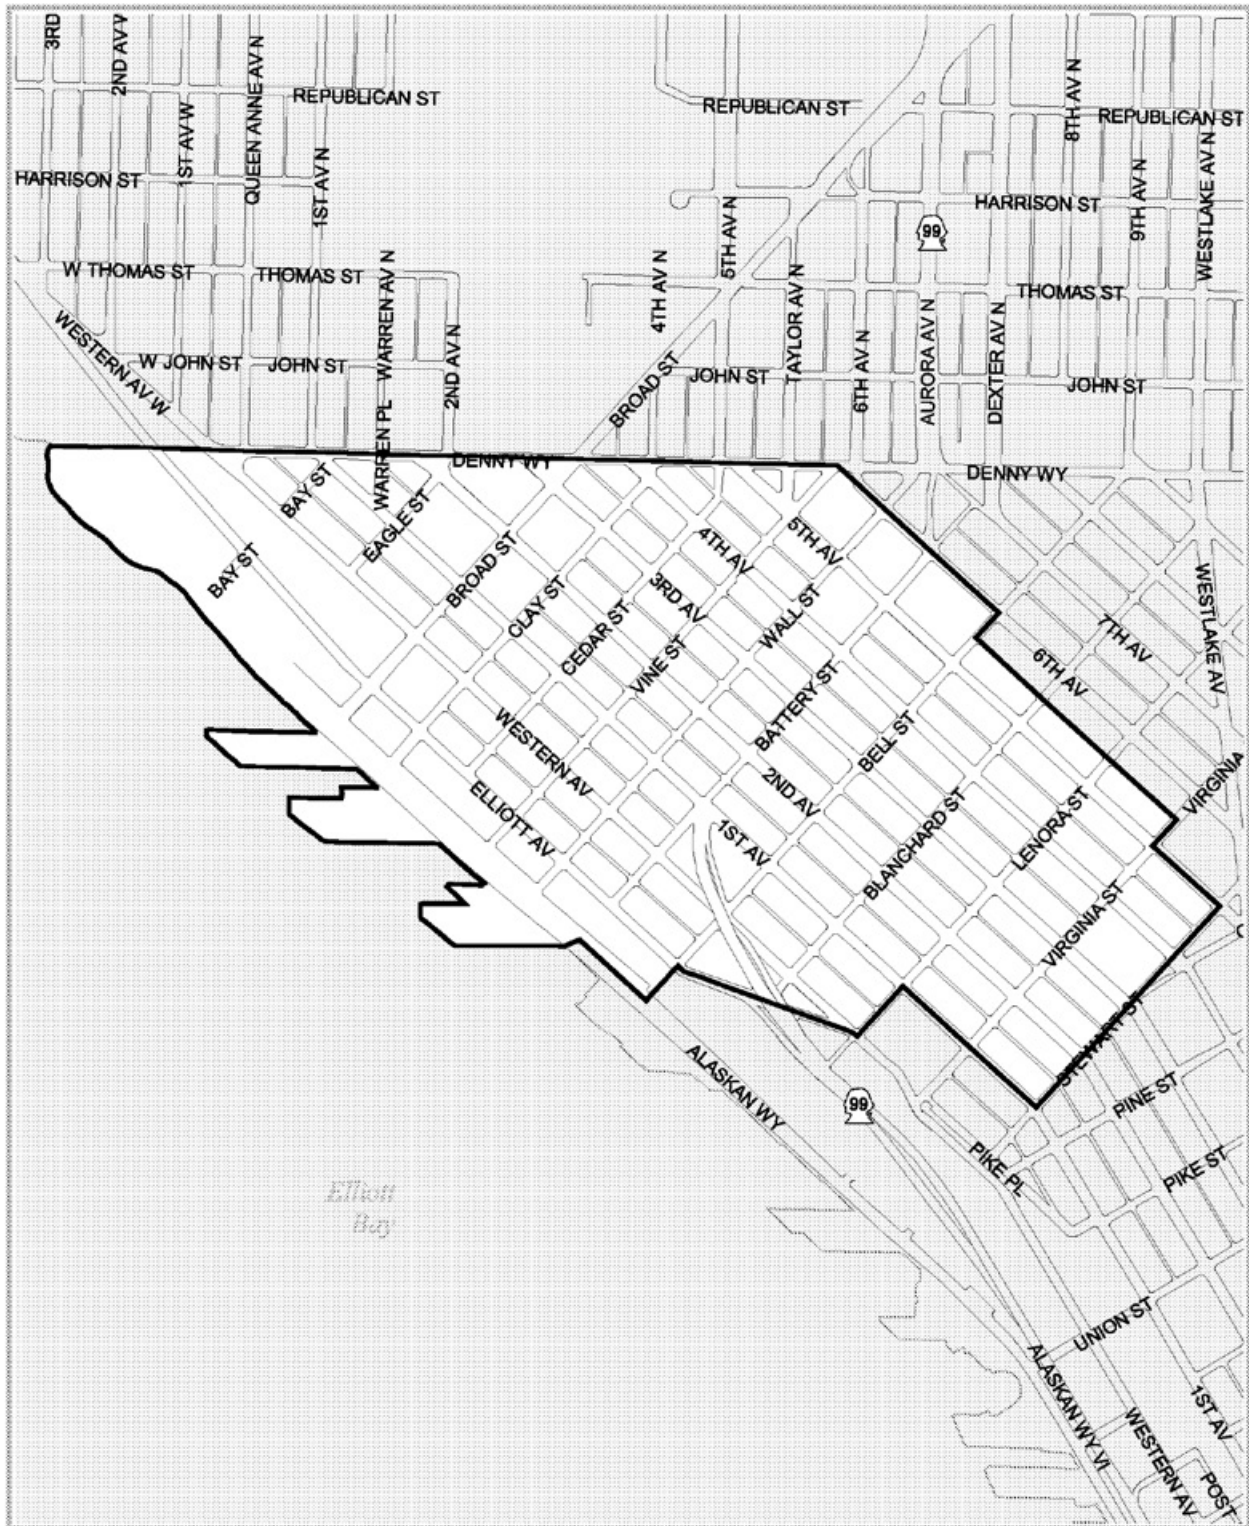 3RD
2ND AV W
1ST AV W
QUEEN ANNE AV N
REPUBLICAN ST
1ST AV N
REPUBLICAN ST
8TH AV N
REPUBLICAN ST
HARRISON ST
5TH AV N
HARRISON ST
9TH AV N
WESTLAKE AV N
99
W THOMAS ST
THOMAS ST
WARREN AV N
4TH AV N
TAYLOR AV N
THOMAS ST
WESTERN AV W
W JOHN ST
JOHN ST
2ND AV N
BROAD ST
JOHN ST
6TH AV N
AURORA AV N
DEXTER AV N
JOHN ST
WARREN PL
DENNY WY
DENNY WY
BAY ST
EAGLE ST
BAY ST
BROAD ST
CLAY ST
CEDAR ST
VINE ST
3RD AV
4TH AV
5TH AV
WALL ST
WESTLAKE AV
7TH AV
6TH AV
BATTERY ST
BELL ST
WESTERN AV
ELLIOTT AV
2ND AV
1ST AV
BLANCHARD ST
LENORA ST
VIRGINIA
VIRGINIA ST
STEWART ST
ALASKAN WY
99
PINE ST
PIKE PL
PIKE ST
Elliott
Bay
UNION ST
ALASKAN WY VI
1ST AV
WESTERN AV
POST